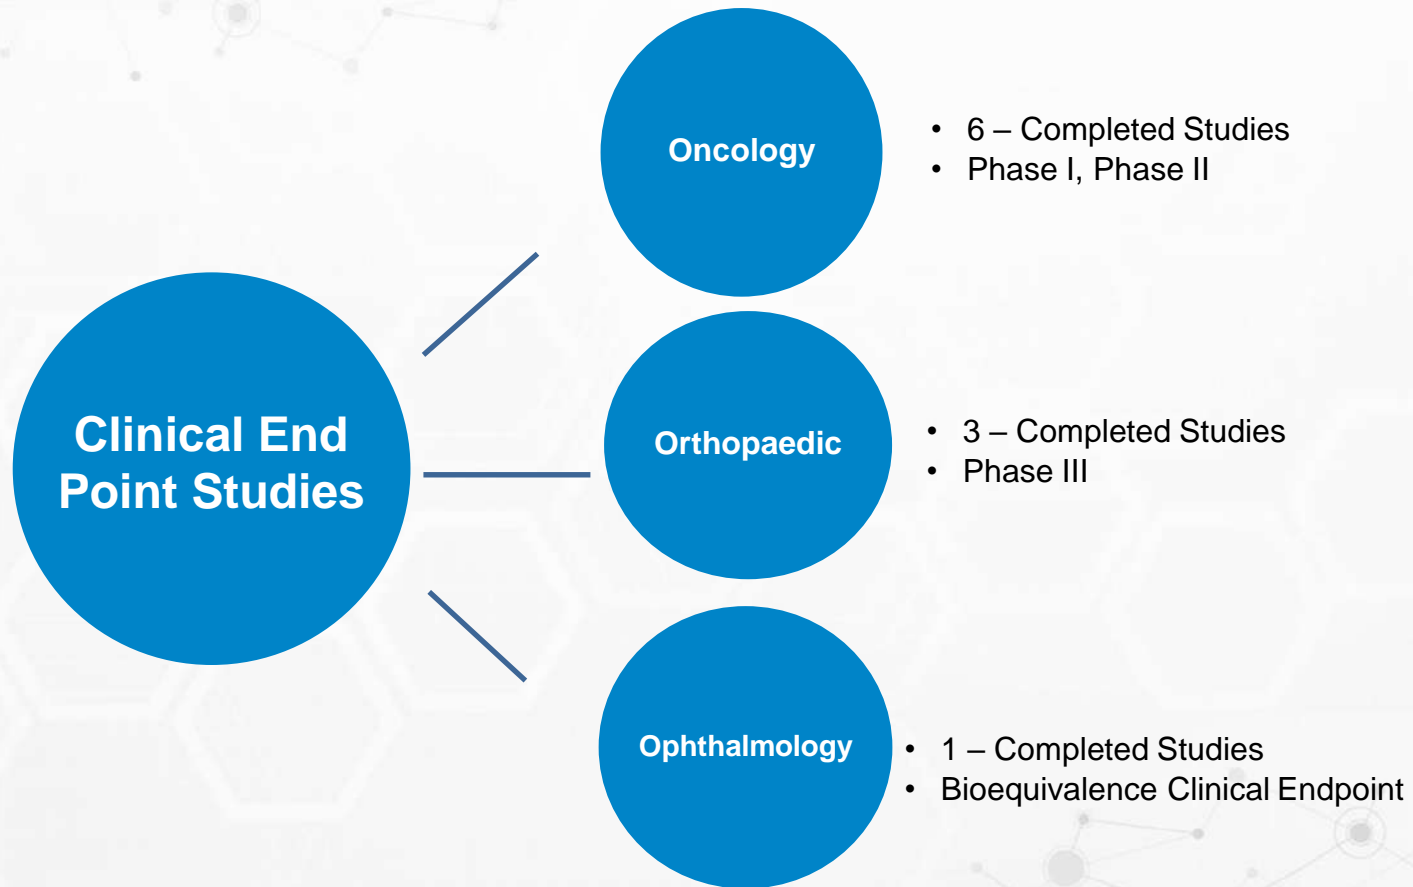 Oncology
• 6 – Completed Studies
• Phase I, Phase II
Clinical End
Point Studies
Orthopaedic
• 3 – Completed Studies
• Phase III
Ophthalmology
• 1 – Completed Studies
• Bioequivalence Clinical Endpoint